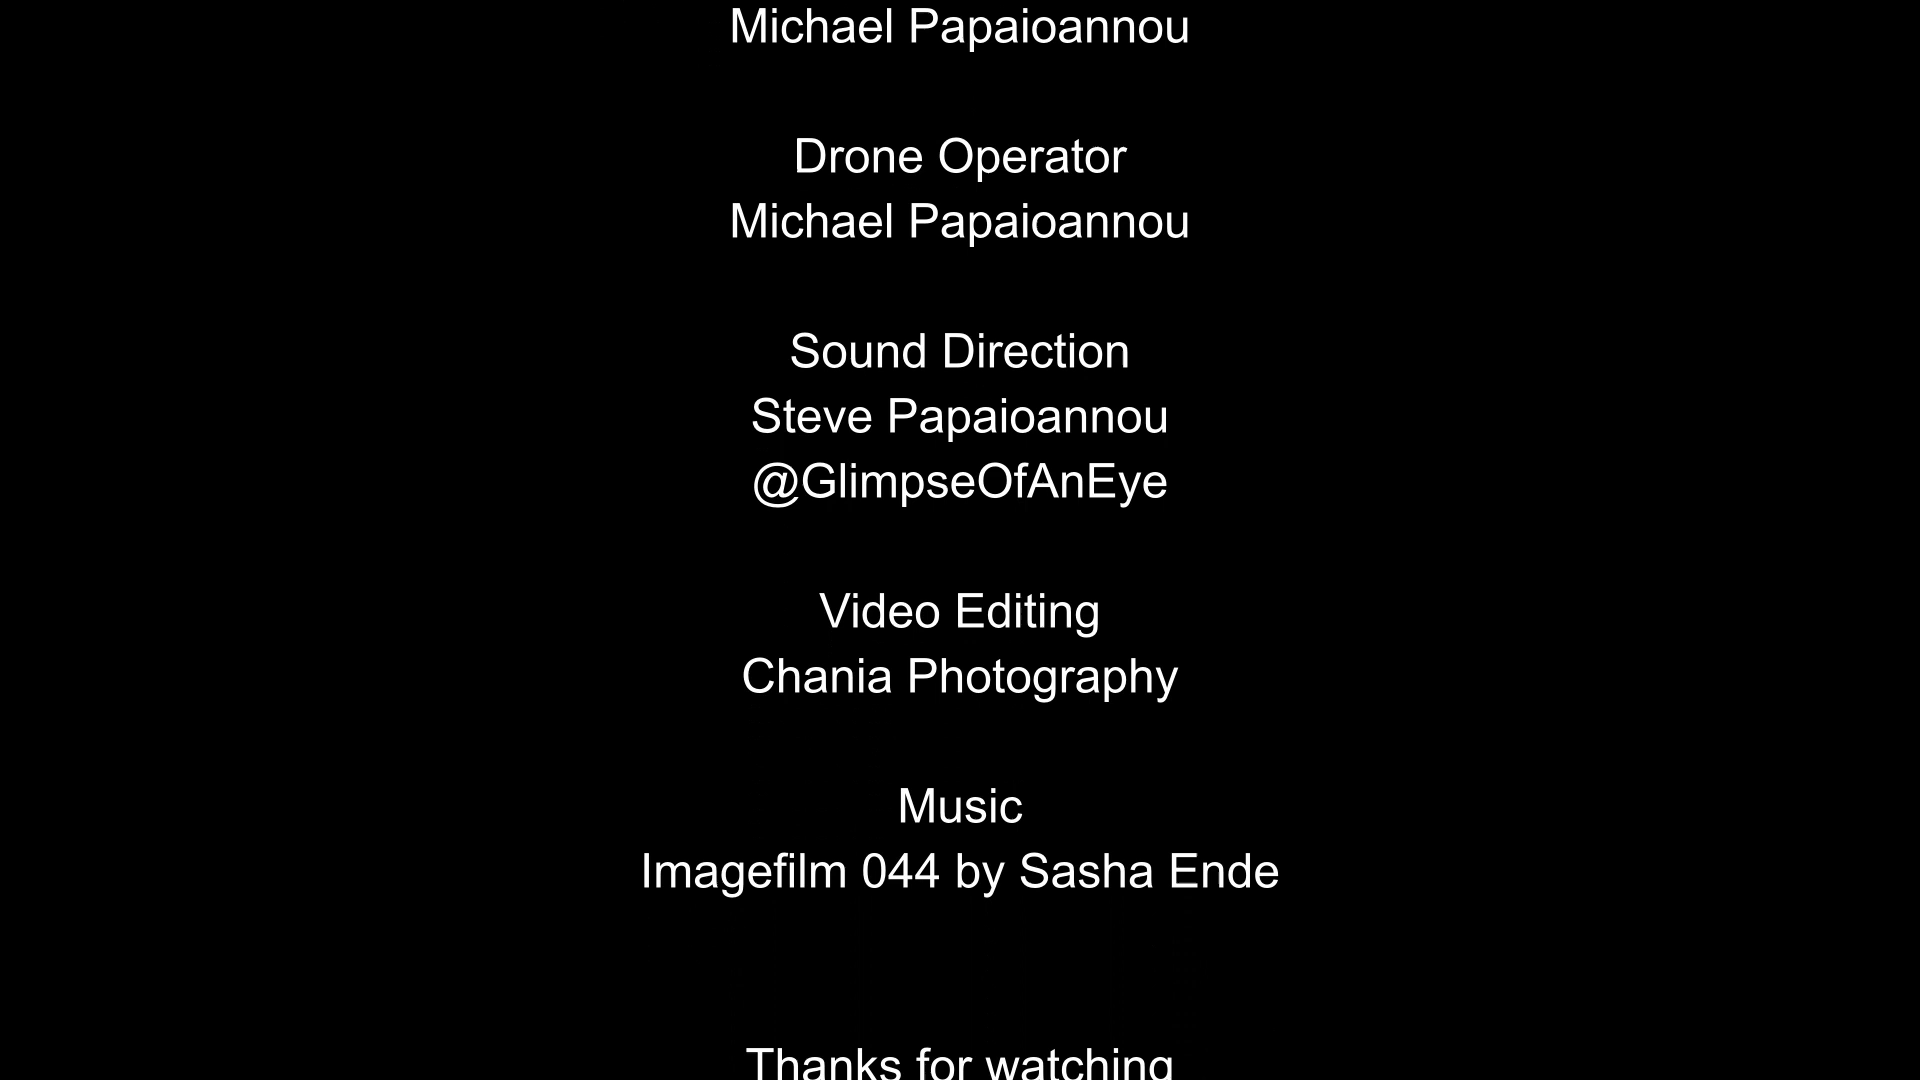 Michael Papaioannou
Drone Operator
Michael Papaioannou
Sound Direction
Steve Papaioannou
@GlimpseOfAnEye
Video Editing
Chania Photography
Music
Imagefilm 044 by Sasha Ende
Thanks for watching